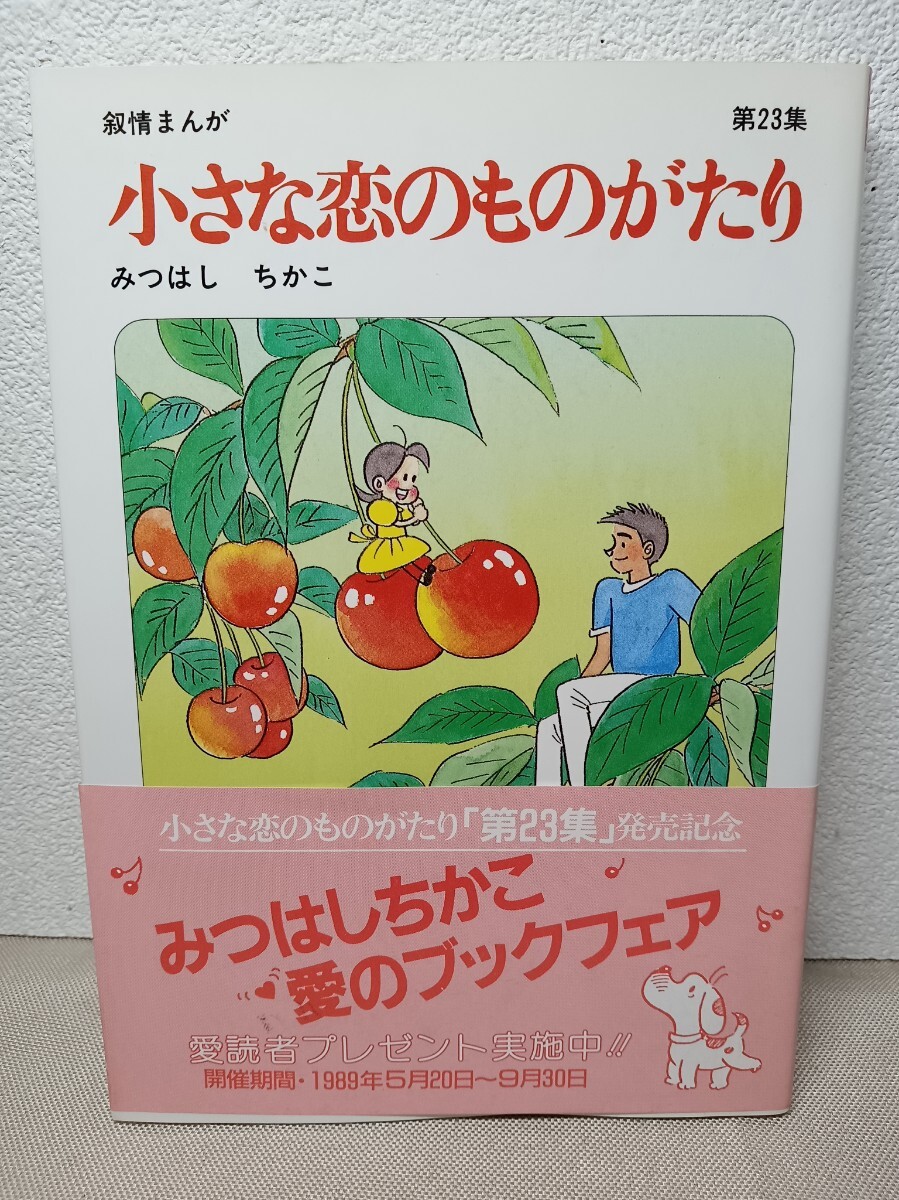 叙情まんが
第23集
小さな恋のものがたり
みつはし ちかこ
小さな恋のものがたり「第23集」発売記念
みつはしちかこ
愛のブックフェア
愛読者プレゼント実施中!!
開催期間・1989年5月20日〜9月30日